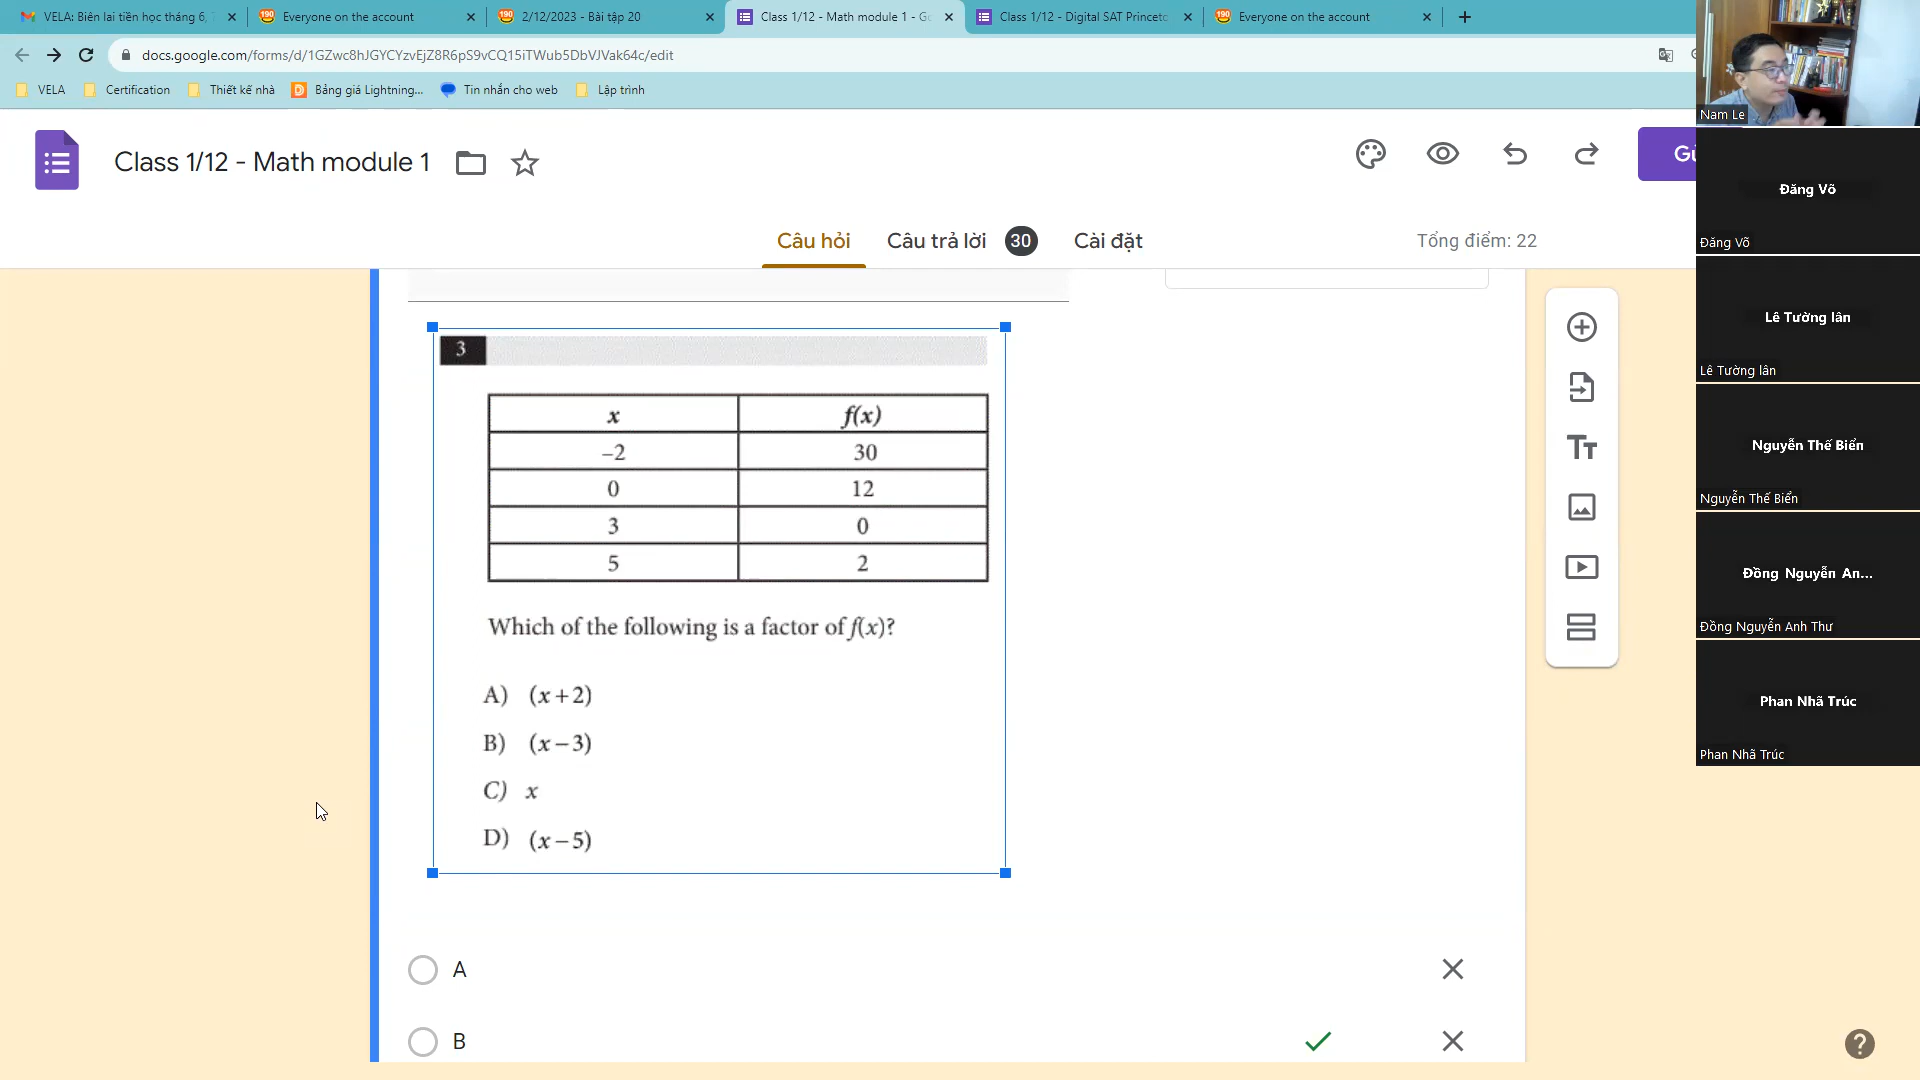 VELA: Biên lai tiền học tháng 6,
Everyone on the account
2/12/2023 - Bài tập 20
Class 1/12 - Math module 1 - Go
Class 1/12 - Digital SAT Princeto
Everyone on the account
docs.google.com/forms/d/1GZwc8hJGYCYzvEjZ8R6pS9vCQ15iTWub5DbVJVak64c/edit
VELA
Certification
Thiết kế nhà
Bảng giá Lightning...
Tin nhắn cho web
Lập trình
Class 1/12 - Math module 1
Câu hỏi
Câu trả lời 30
Cài đặt
Tổng điểm: 22
3
x f(x)
–2 30
0 12
3 0
5 2
Which of the following is a factor of f(x)?
A) (x+2)
B) (x–3)
C) x
D) (x–5)
A
B
Nam Le
Đăng Võ
Đăng Võ
Lê Tường lân
Lê Tường lân
Nguyễn Thế Biển
Nguyễn Thế Biển
Đồng Nguyễn An...
Đồng Nguyễn Anh Thư
Phan Nhã Trúc
Phan Nhã Trúc